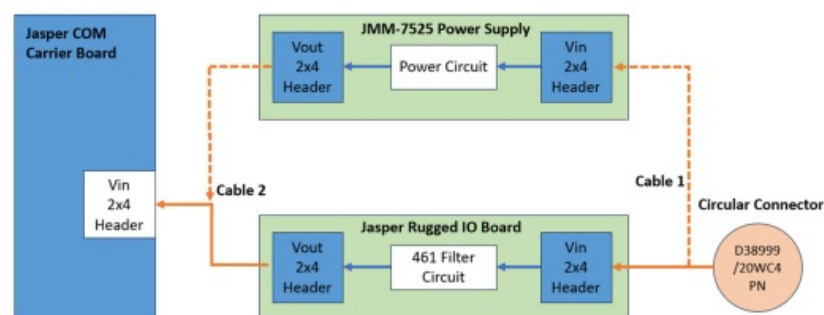 Jasper COM
Carrier Board
Vin
2x4
Header
JMM-7525 Power Supply
Vout
2x4
Header
Power Circuit
Vin
2x4
Header
Cable 2
Cable 1
Jasper Rugged IO Board
Vout
2x4
Header
461 Filter
Circuit
Vin
2x4
Header
Circular Connector
D38999
/20WC4
PN